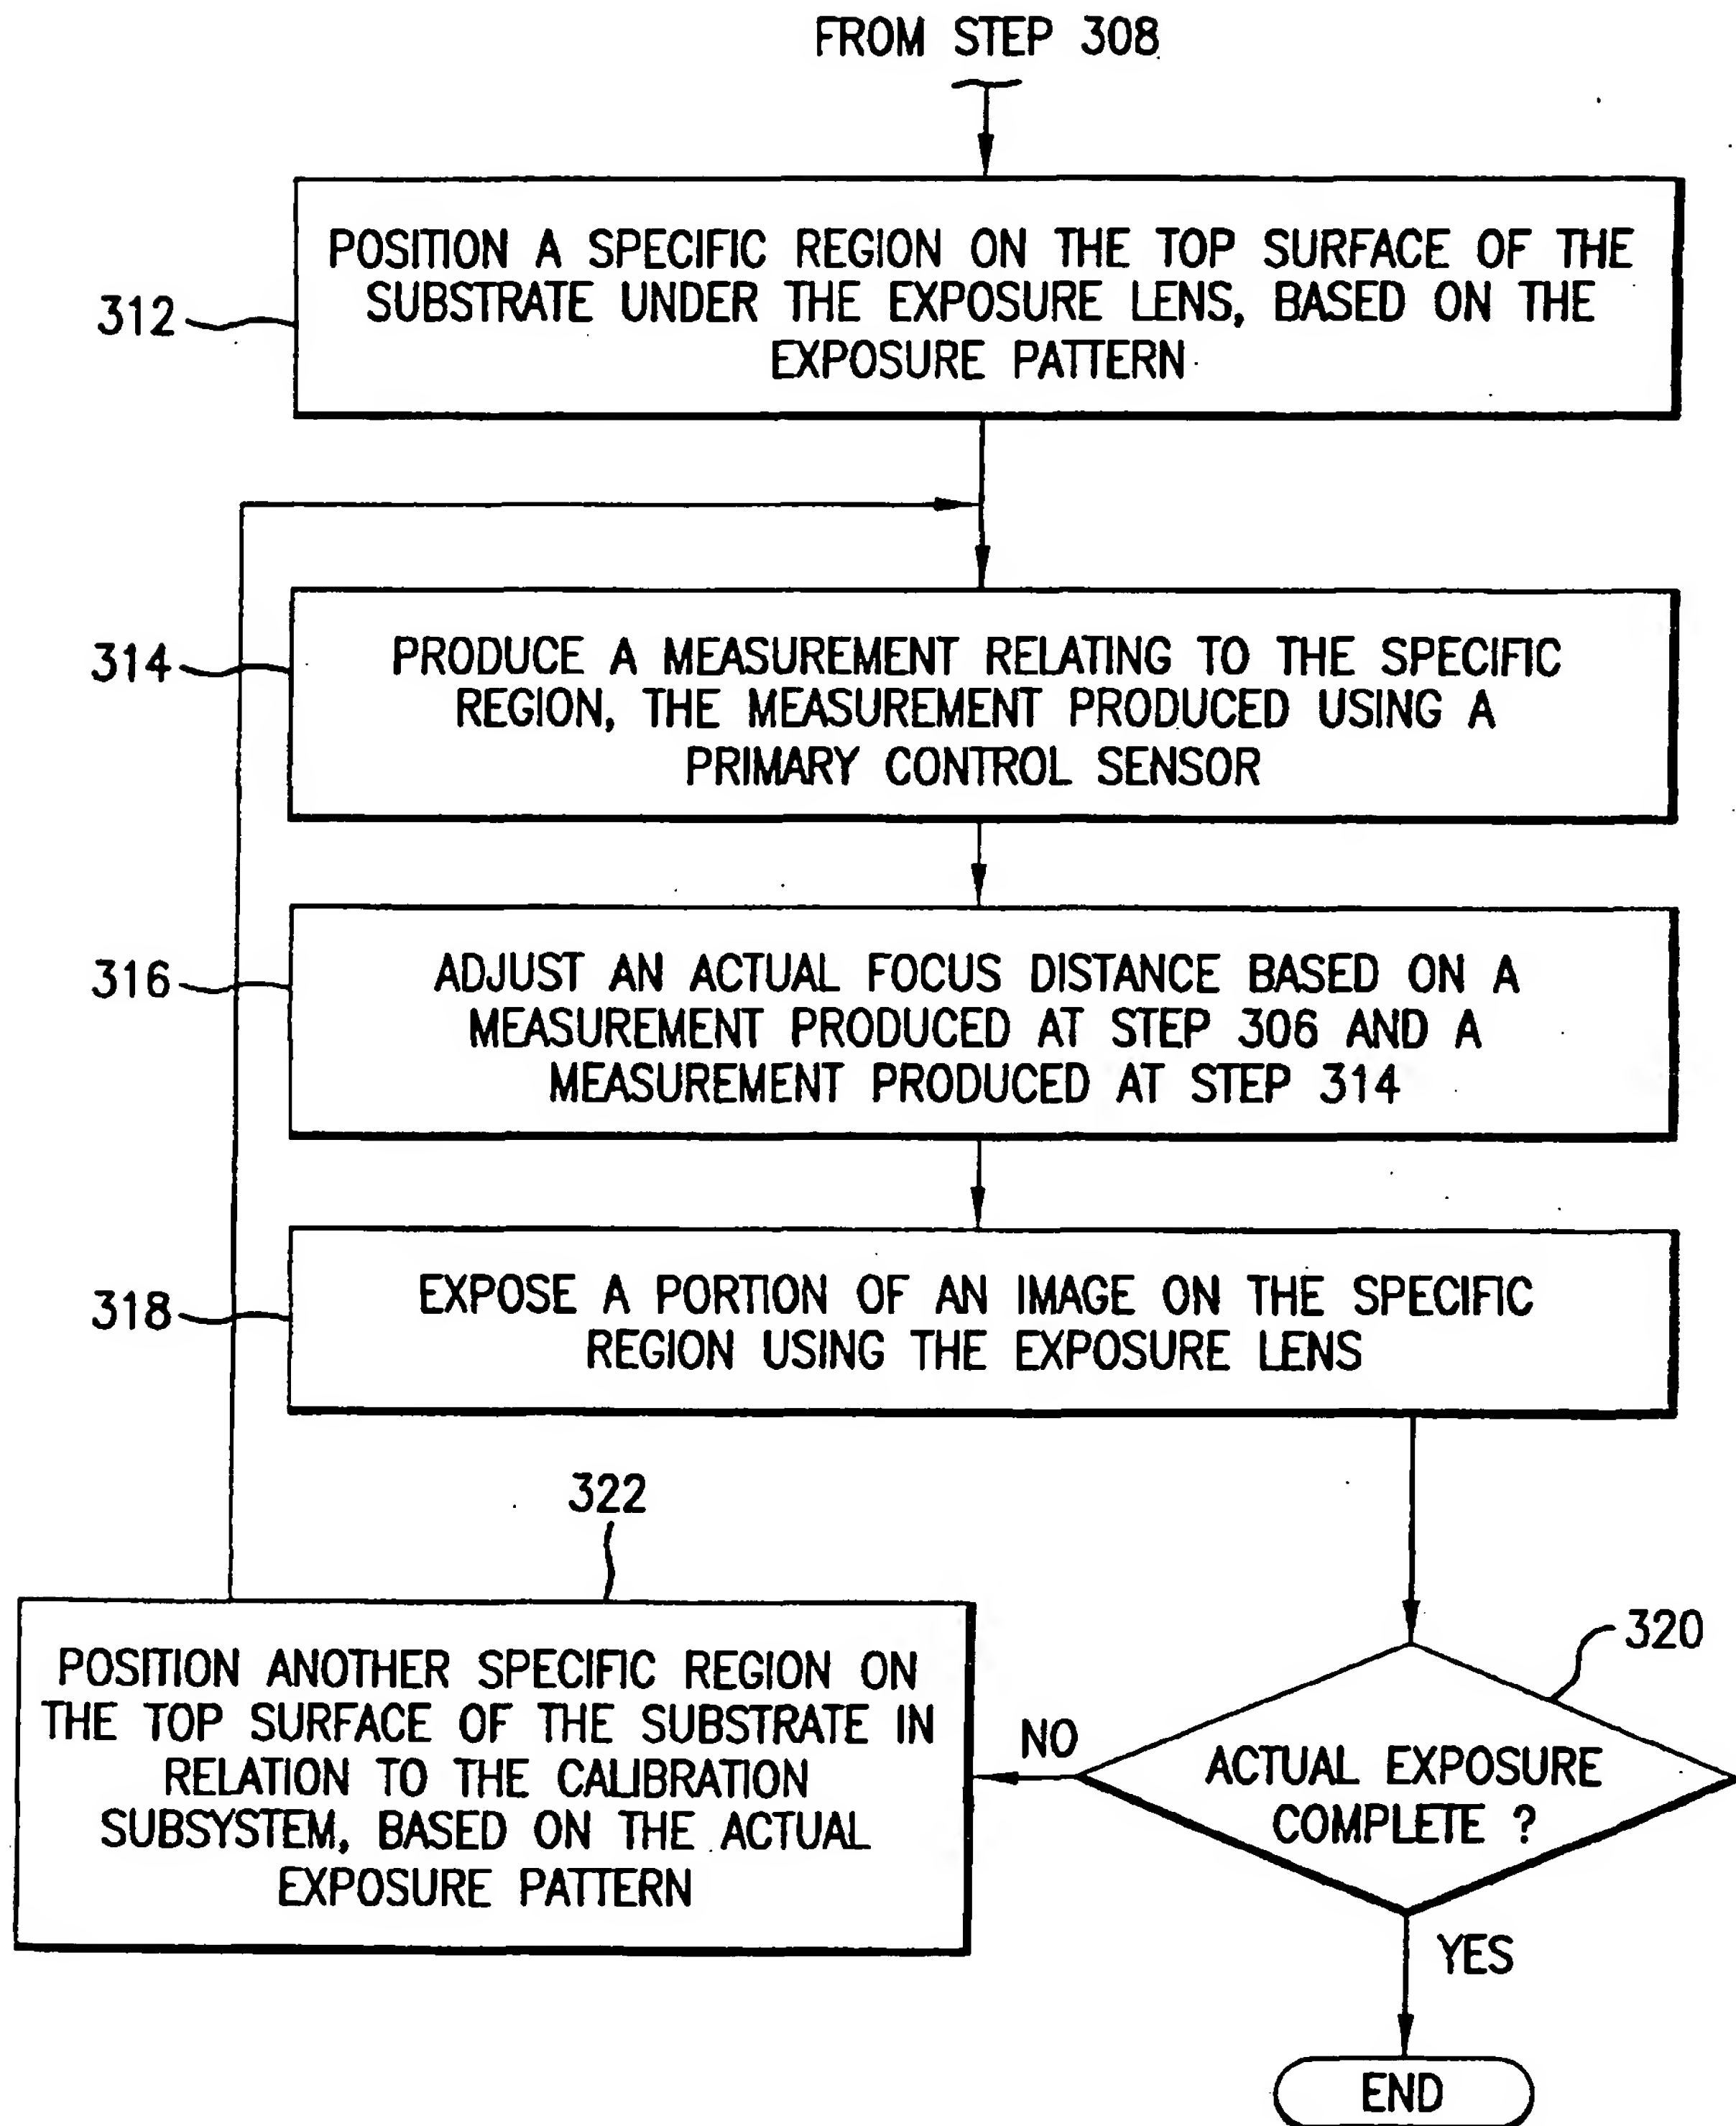 FROM STEP 308
312
POSITION A SPECIFIC REGION ON THE TOP SURFACE OF THE
SUBSTRATE UNDER THE EXPOSURE LENS, BASED ON THE
EXPOSURE PATTERN
314
PRODUCE A MEASUREMENT RELATING TO THE SPECIFIC
REGION, THE MEASUREMENT PRODUCED USING A
PRIMARY CONTROL SENSOR
316
ADJUST AN ACTUAL FOCUS DISTANCE BASED ON A
MEASUREMENT PRODUCED AT STEP 306 AND A
MEASUREMENT PRODUCED AT STEP 314
318
EXPOSE A PORTION OF AN IMAGE ON THE SPECIFIC
REGION USING THE EXPOSURE LENS
322
POSITION ANOTHER SPECIFIC REGION ON
THE TOP SURFACE OF THE SUBSTRATE IN
RELATION TO THE CALIBRATION
SUBSYSTEM, BASED ON THE ACTUAL
EXPOSURE PATTERN
320
NO
ACTUAL EXPOSURE
COMPLETE ?
YES
END